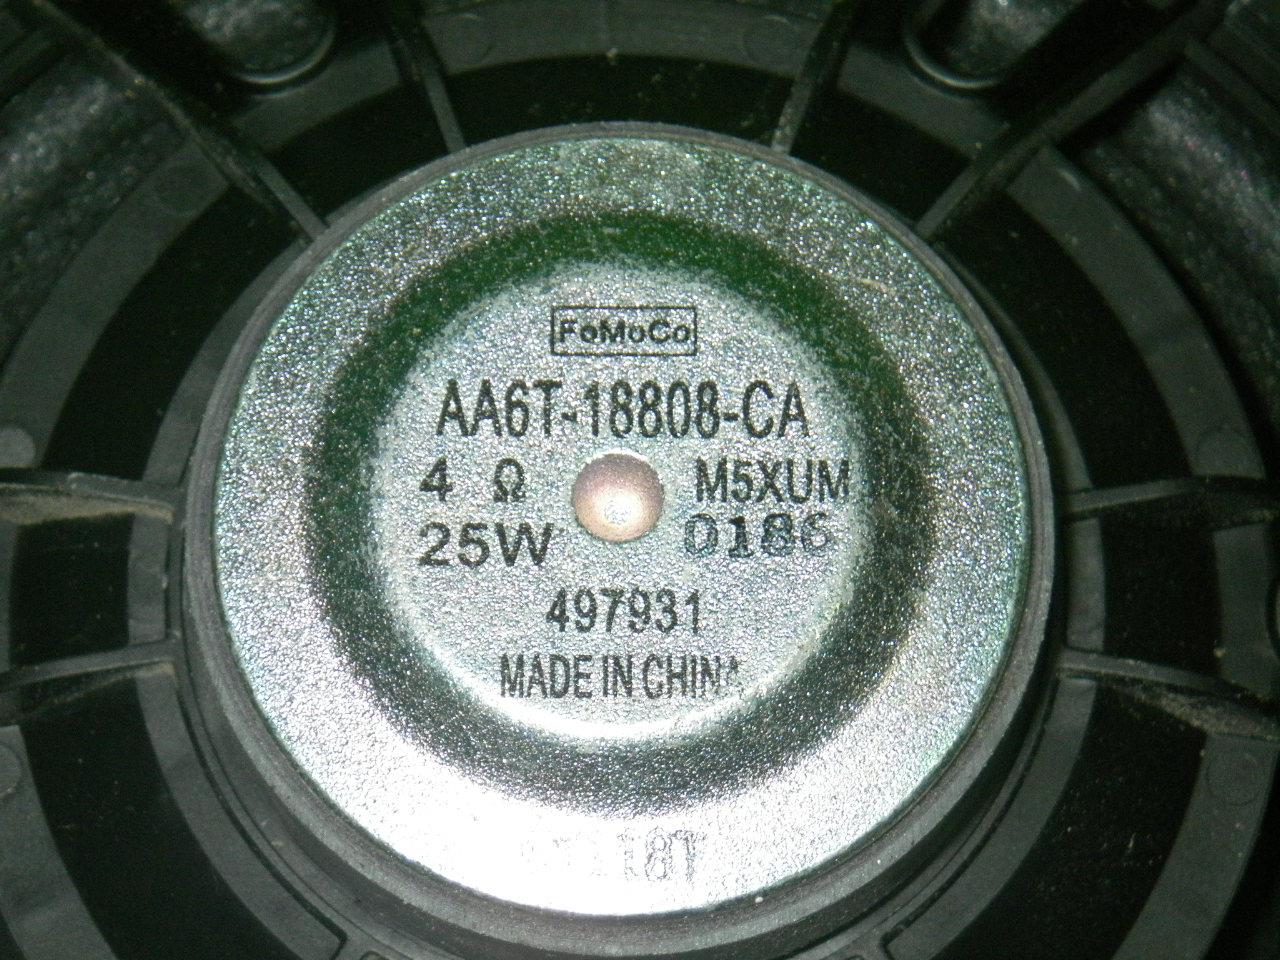 FoMoCo
AA6T-18808-CA
4 Ω M5XUM
25W 0186
497931
MADE IN CHINA